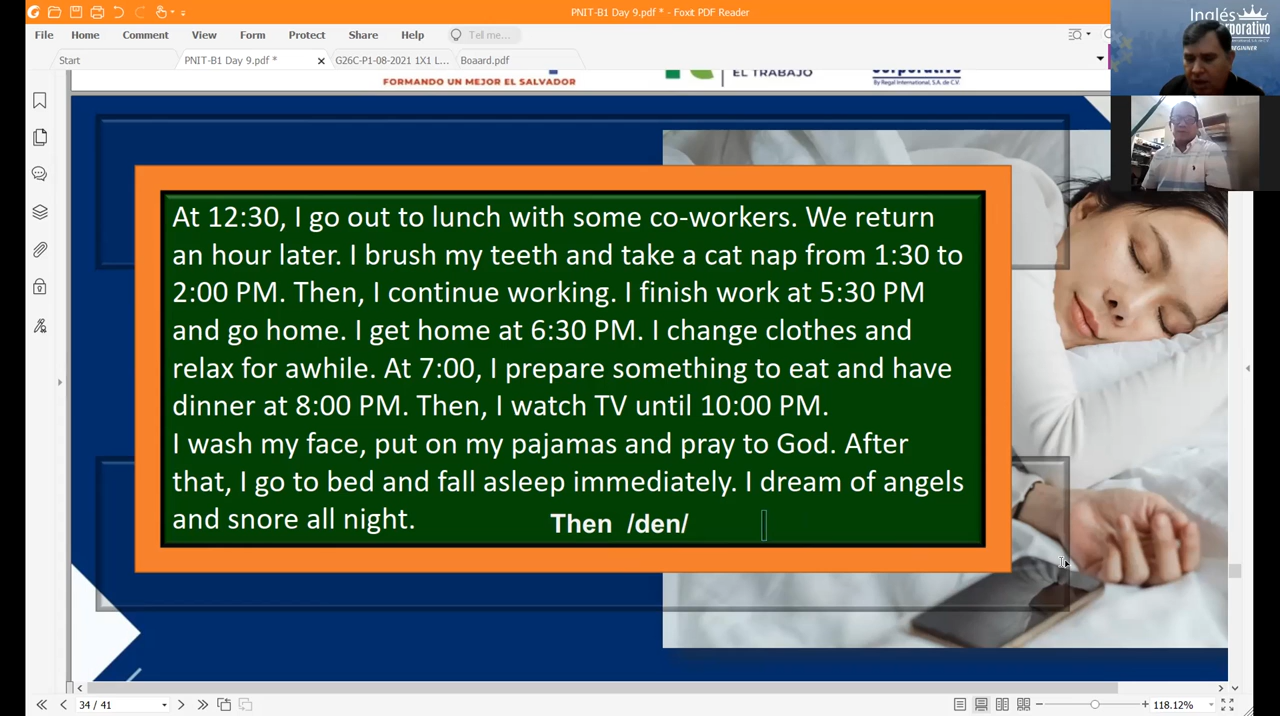 PNIT-B1 Day 9.pdf * - Foxit PDF Reader
File Home Comment View Form Protect Share Help Tell me...
Start PNIT-B1 Day 9.pdf * G26C-P1-08-2021 1X1 L... Boaard.pdf
Inglés
Corporativo
BEGINNER
FORMANDO UN MEJOR EL SALVADOR
EL TRABAJO
By Regal International, S.A. de C.V.
At 12:30, I go out to lunch with some co-workers. We return
an hour later. I brush my teeth and take a cat nap from 1:30 to
2:00 PM. Then, I continue working. I finish work at 5:30 PM
and go home. I get home at 6:30 PM. I change clothes and
relax for awhile. At 7:00, I prepare something to eat and have
dinner at 8:00 PM. Then, I watch TV until 10:00 PM.
I wash my face, put on my pajamas and pray to God. After
that, I go to bed and fall asleep immediately. I dream of angels
and snore all night.
Then /den/
34 / 41
118.12%